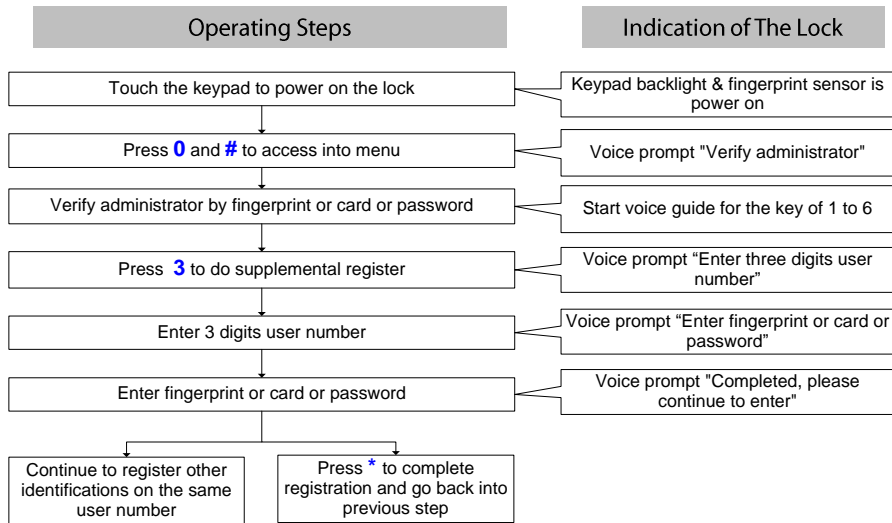 Operating Steps
Indication of The Lock
Touch the keypad to power on the lock
Keypad backlight & fingerprint sensor is
power on
Press 0 and # to access into menu
Voice prompt "Verify administrator"
Verify administrator by fingerprint or card or password
Start voice guide for the key of 1 to 6
Press 3 to do supplemental register
Voice prompt “Enter three digits user
number”
Enter 3 digits user number
Voice prompt “Enter fingerprint or card or
password”
Enter fingerprint or card or password
Voice prompt "Completed, please
continue to enter"
Continue to register other
identifications on the same
user number
Press * to complete
registration and go back into
previous step